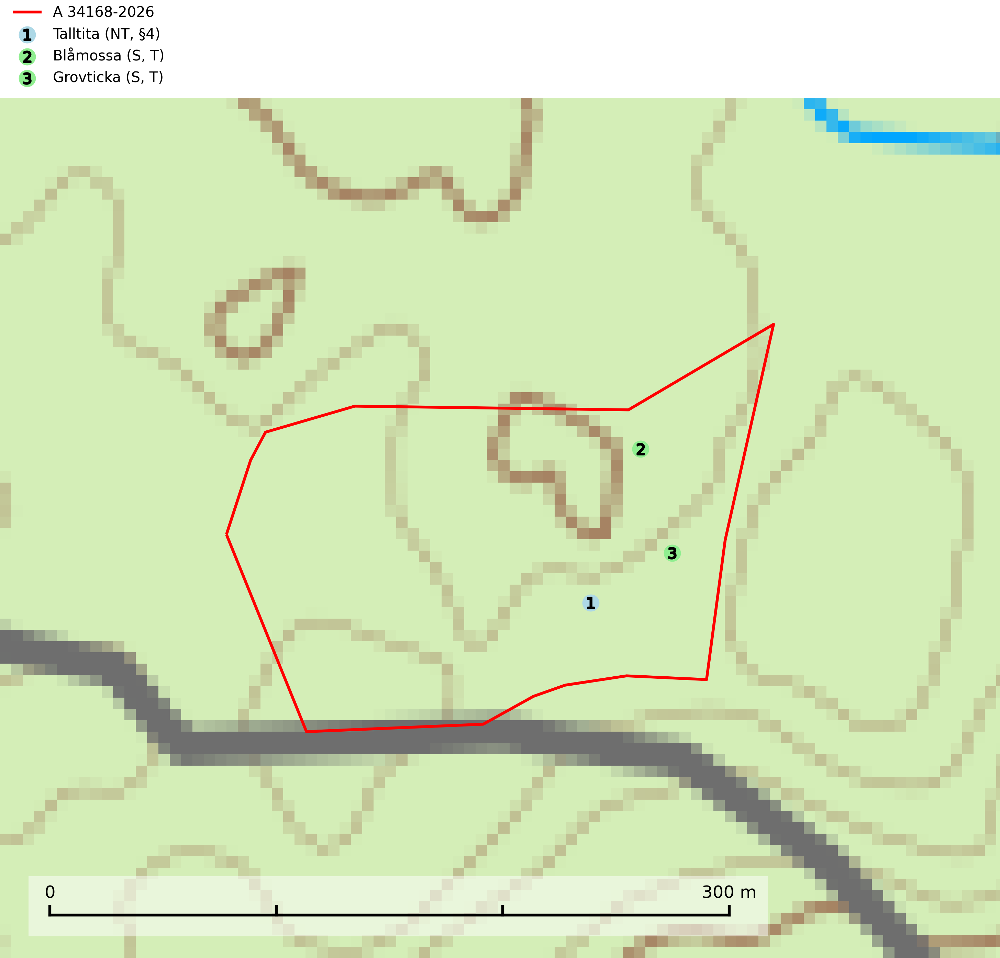 A 34168-2026
1 Talltita (NT, §4)
2 Blåmossa (S, T)
3 Grovticka (S, T)
2
3
1
0 300 m